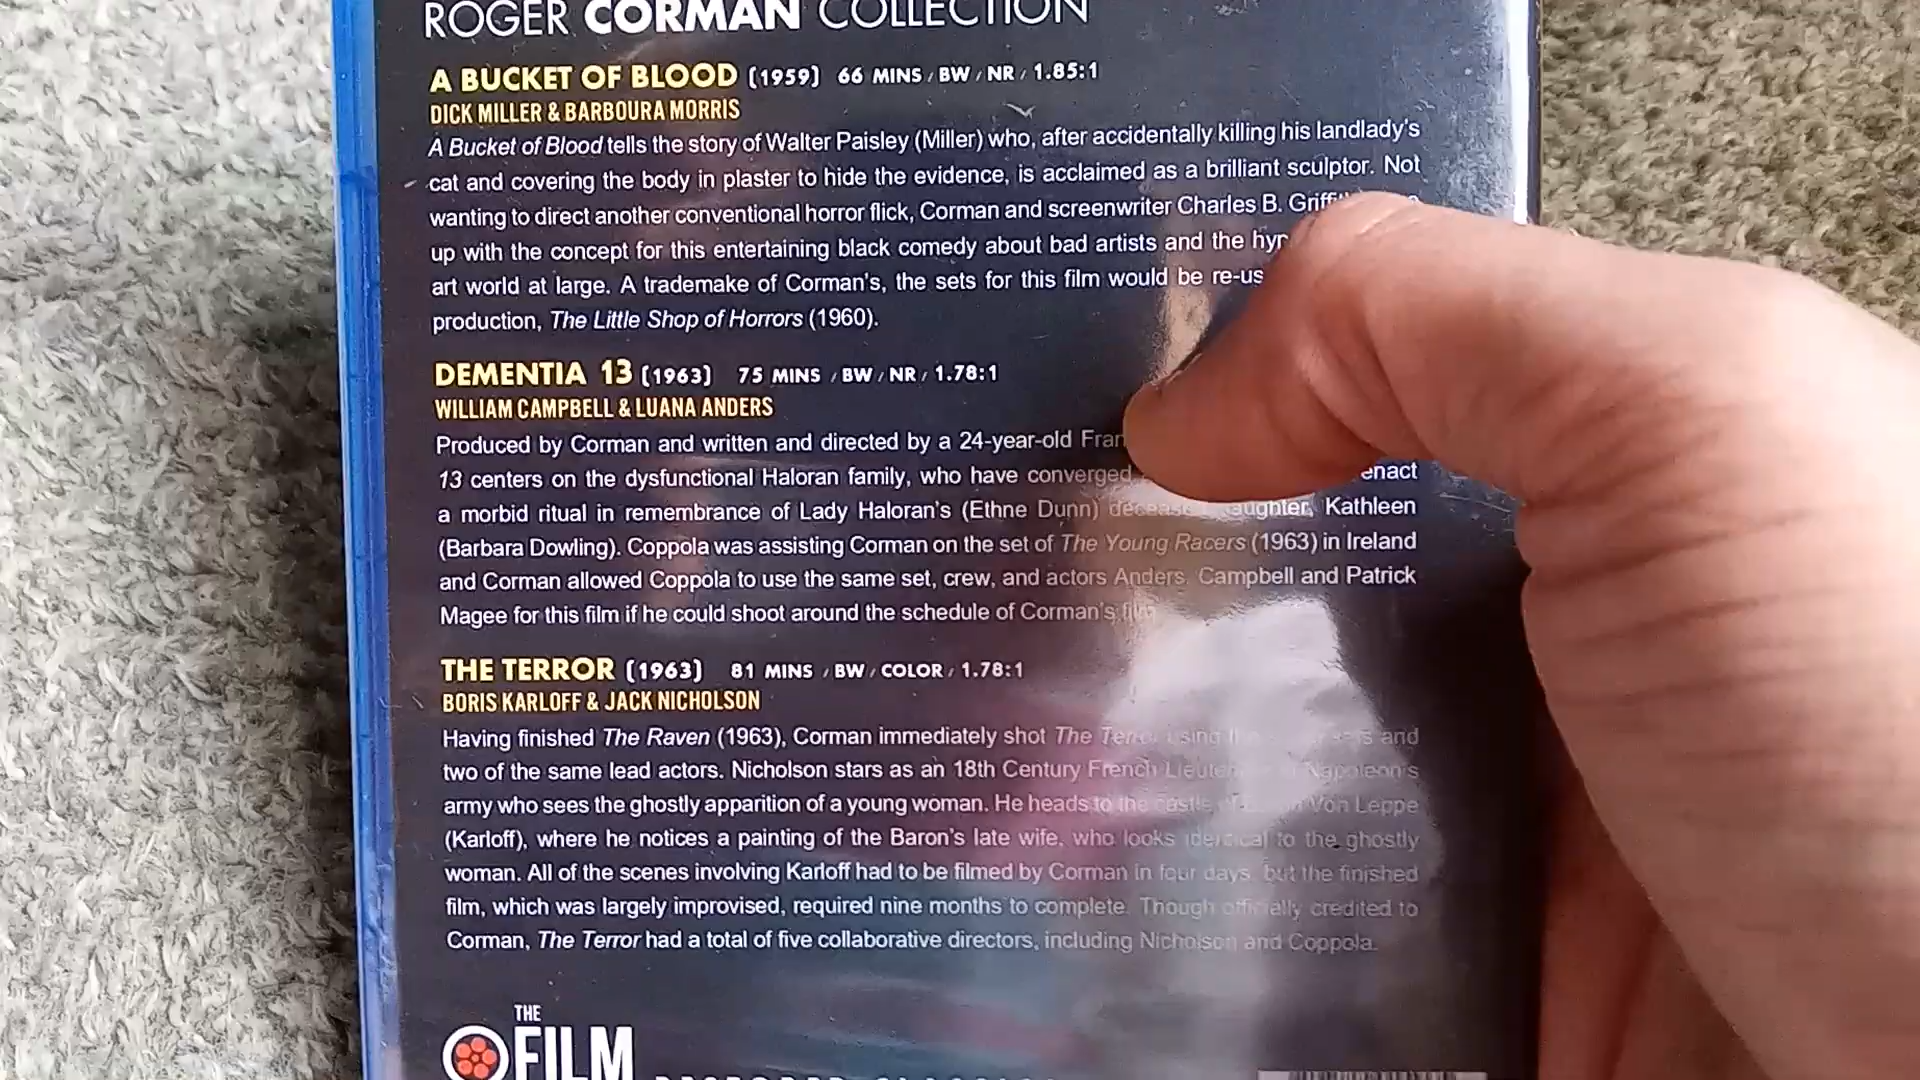 ROGER CORMAN COLLECTION
A BUCKET OF BLOOD (1959) 66 MINS / BW / NR / 1.85:1
DICK MILLER & BARBOURA MORRIS
A Bucket of Blood tells the story of Walter Paisley (Miller) who, after accidentally killing his landlady's
cat and covering the body in plaster to hide the evidence, is acclaimed as a brilliant sculptor. Not
wanting to direct another conventional horror flick, Corman and screenwriter Charles B.
up with the concept for this entertaining black comedy about bad artists and the
art world at large. A trademake of Corman's, the sets for this film would be
production, The Little Shop of Horrors (1960).
DEMENTIA 13 (1963) 75 MINS / BW / NR / 1.78:1
WILLIAM CAMPBELL & LUANA ANDERS
Produced by Corman and written and directed by a 24-year-old
13 centers on the dysfunctional Haloran family, who have converged enact
a morbid ritual in remembrance of Lady Haloran's (Ethne Dunn) daughter, Kathleen
(Barbara Dowling). Coppola was assisting Corman on the set of The Young Racers (1963) in Ireland
and Corman allowed Coppola to use the same set, crew, and actors Anders, Campbell and Patrick
Magee for this film if he could shoot around the schedule of Corman's film
THE TERROR (1963) 81 MINS / BW / COLOR / 1.78:1
BORIS KARLOFF & JACK NICHOLSON
Having finished The Raven (1963), Corman immediately shot The Terror using the and
two of the same lead actors. Nicholson stars as an 18th Century French Lieutenant Napoleon's
army who sees the ghostly apparition of a young woman. He heads to the castle of Von Leppe
(Karloff), where he notices a painting of the Baron's late wife, who looks identical to the ghostly
woman. All of the scenes involving Karloff had to be filmed by Corman in four days, but the finished
film, which was largely improvised, required nine months to complete. Though officially credited to
Corman, The Terror had a total of five collaborative directors, including Nicholson and Coppola.
THE
FILM